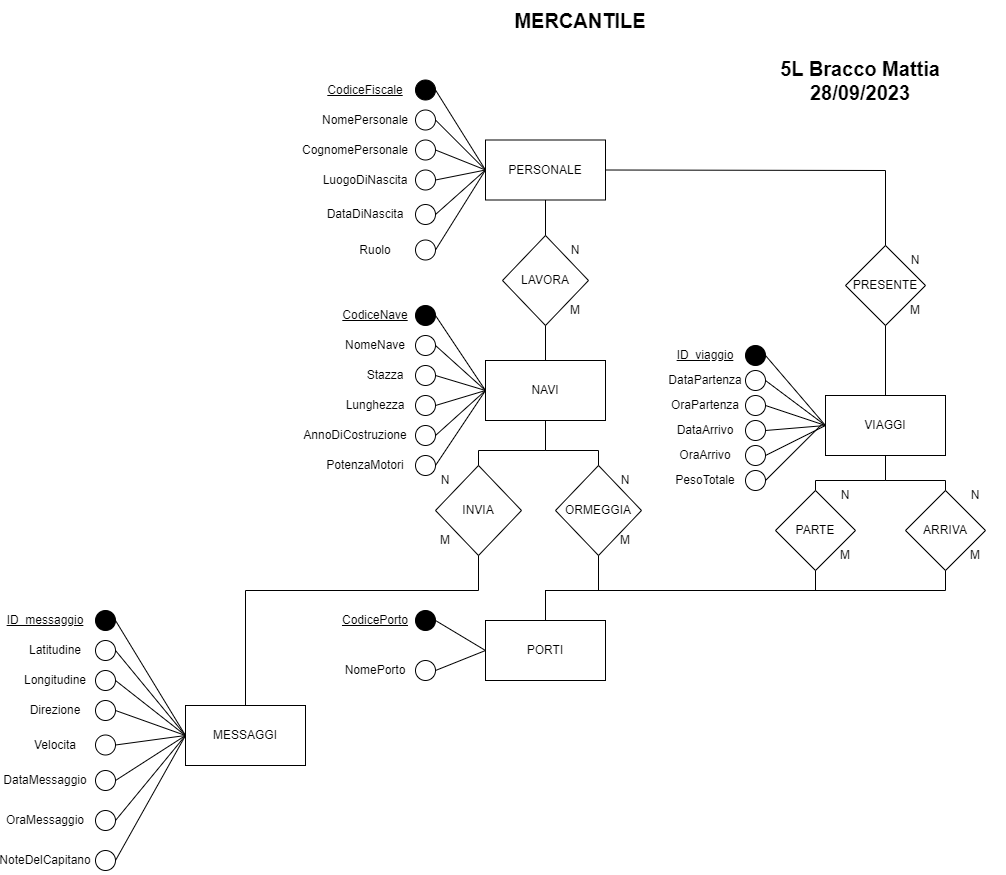 MERCANTILE
5L Bracco Mattia
28/09/2023
CodiceFiscale
NomePersonale
CognomePersonale
LuogoDiNascita
DataDiNascita
Ruolo
PERSONALE
N
LAVORA
M
N
PRESENTE
M
CodiceNave
NomeNave
Stazza
Lunghezza
AnnoDiCostruzione
PotenzaMotori
NAVI
ID_viaggio
DataPartenza
OraPartenza
DataArrivo
OraArrivo
PesoTotale
VIAGGI
N
INVIA
M
N
ORMEGGIA
M
N
PARTE
M
N
ARRIVA
M
CodicePorto
NomePorto
PORTI
ID_messaggio
Latitudine
Longitudine
Direzione
Velocita
DataMessaggio
OraMessaggio
NoteDelCapitano
MESSAGGI